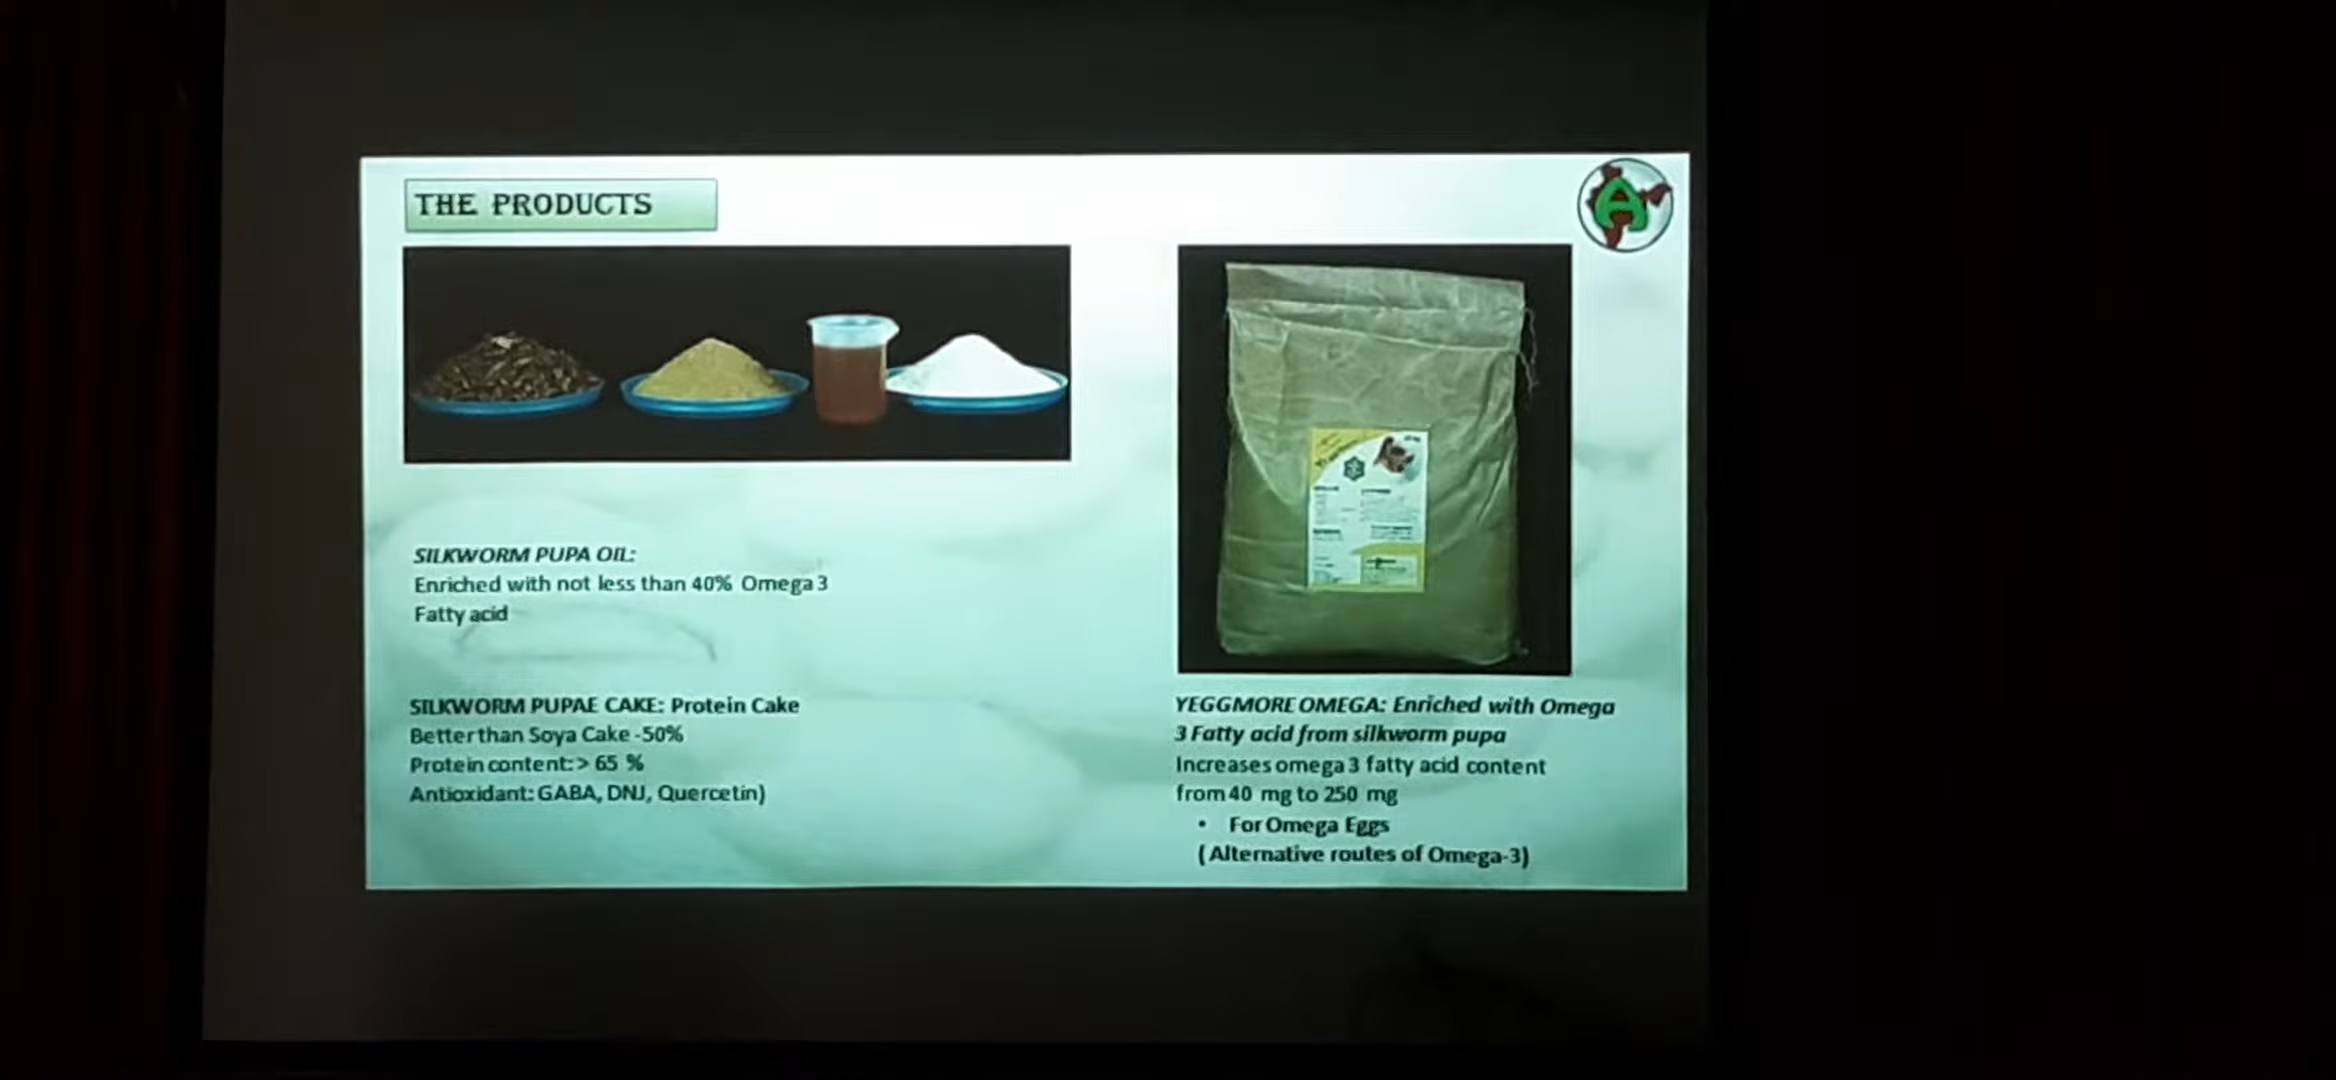 THE PRODUCTS
A
SILKWORM PUPA OIL:
Enriched with not less than 40% Omega 3
Fatty acid
SILKWORM PUPAE CAKE: Protein Cake
Better than Soya Cake -50%
Protein content: > 65 %
Antioxidant: GABA, DNJ, Quercetin)
YEGGMORE OMEGA: Enriched with Omega
3 Fatty acid from silkworm pupa
Increases omega 3 fatty acid content
from 40 mg to 250 mg
• For Omega Eggs
( Alternative routes of Omega-3)